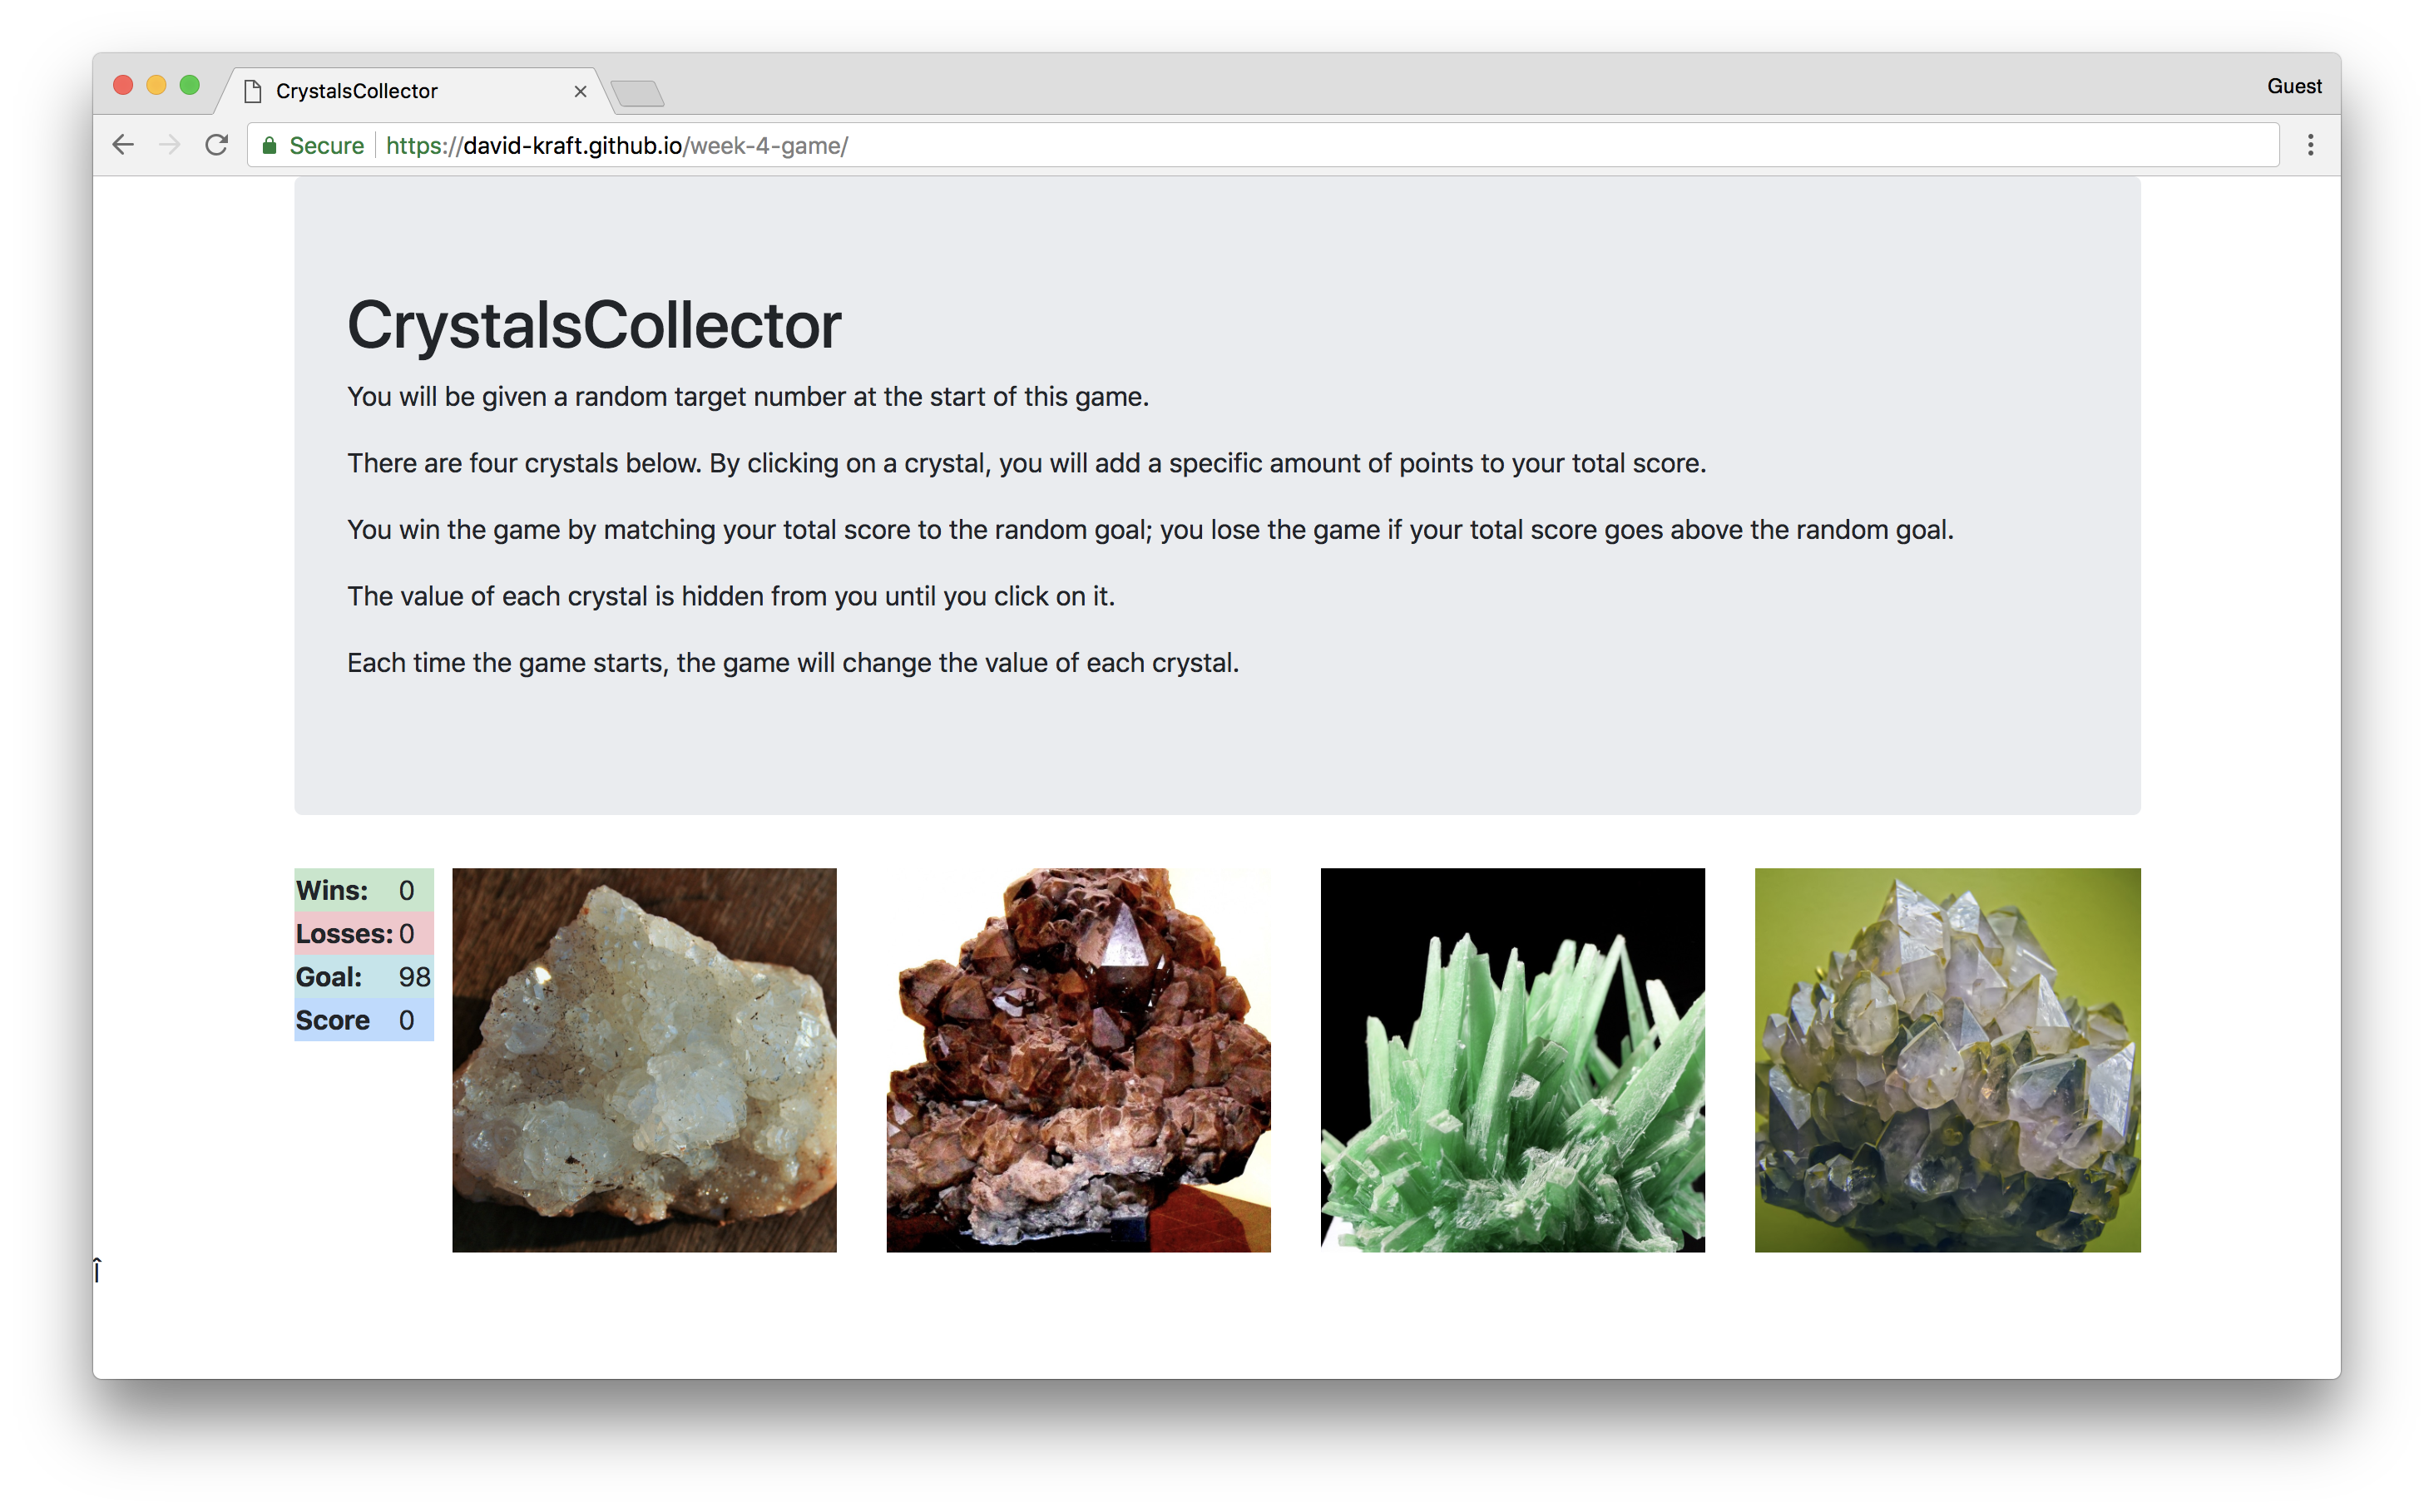 CrystalsCollector
Guest
Secure https://david-kraft.github.io/week-4-game/
CrystalsCollector
You will be given a random target number at the start of this game.
There are four crystals below. By clicking on a crystal, you will add a specific amount of points to your total score.
You win the game by matching your total score to the random goal; you lose the game if your total score goes above the random goal.
The value of each crystal is hidden from you until you click on it.
Each time the game starts, the game will change the value of each crystal.
Wins: 0
Losses: 0
Goal: 98
Score 0
Î